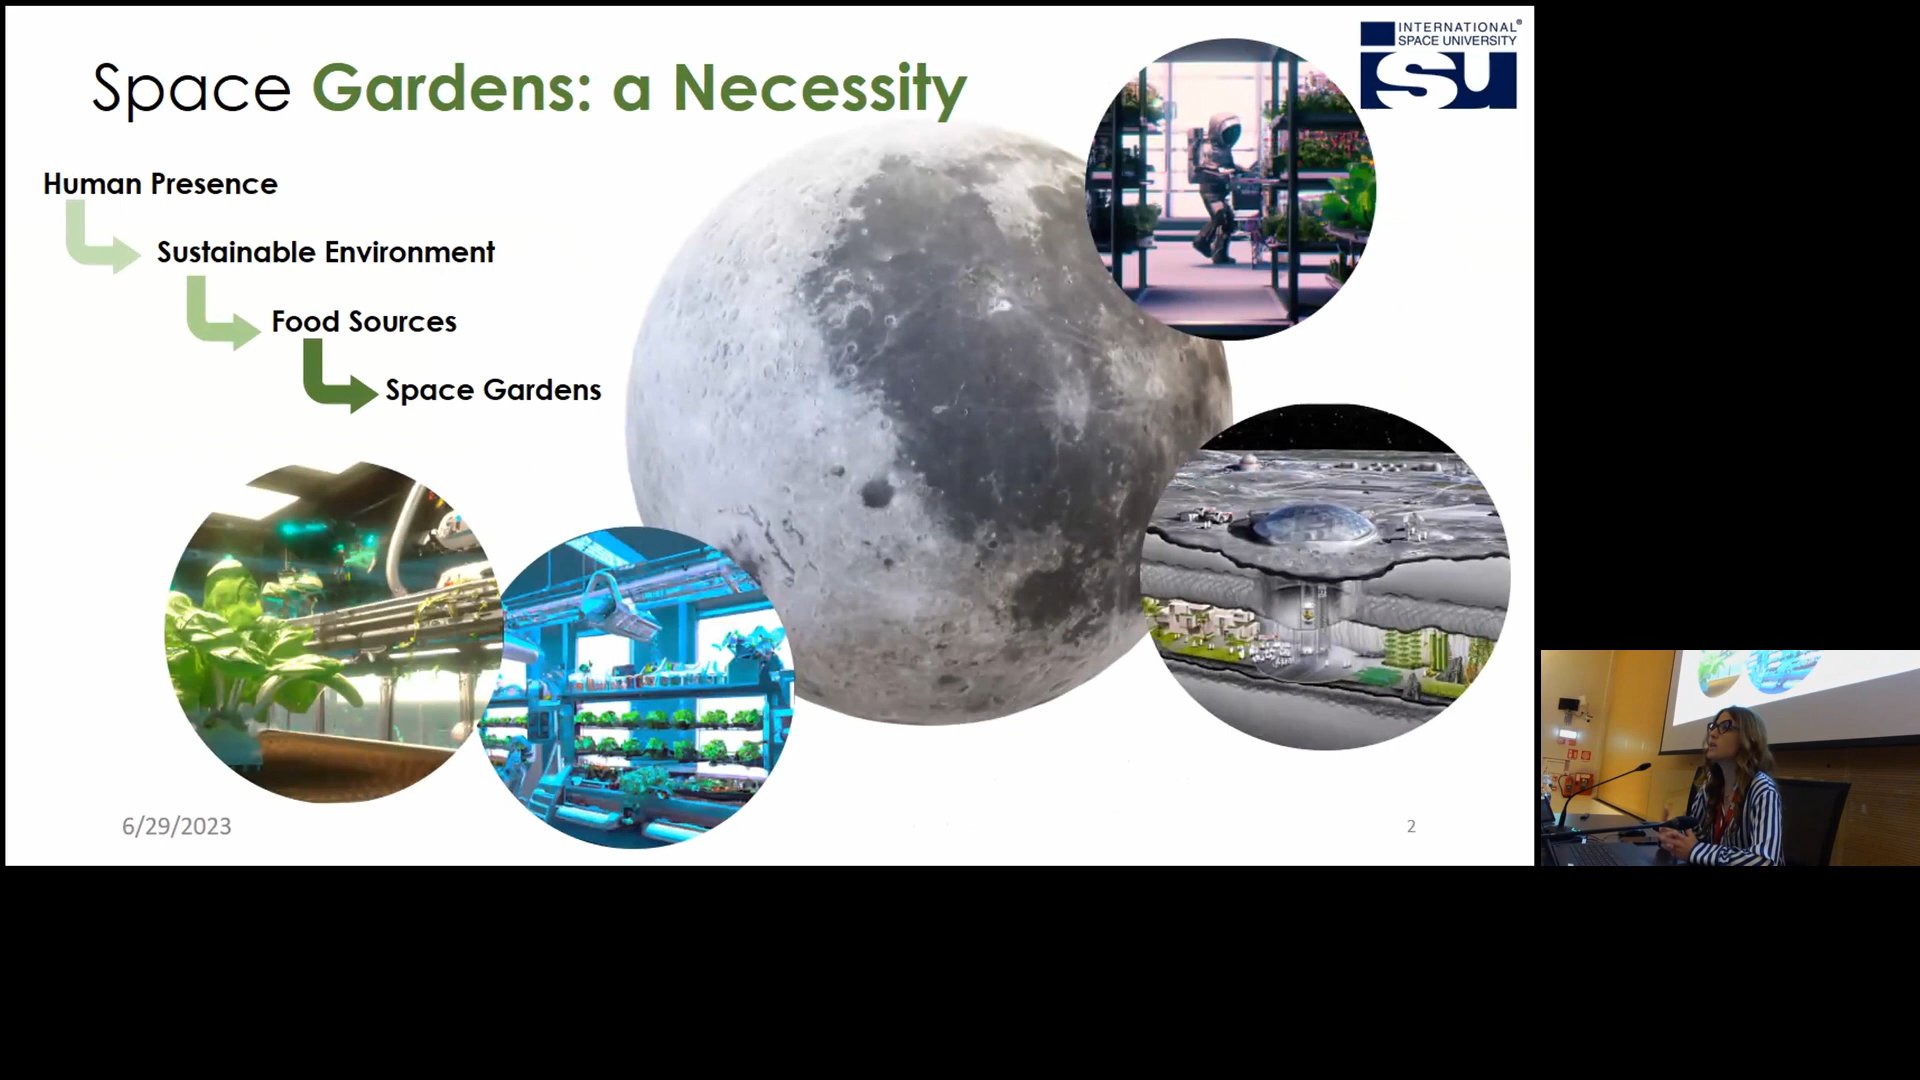 Space Gardens: a Necessity
INTERNATIONAL®
SPACE UNIVERSITY
isu
Human Presence
Sustainable Environment
Food Sources
Space Gardens
6/29/2023
2